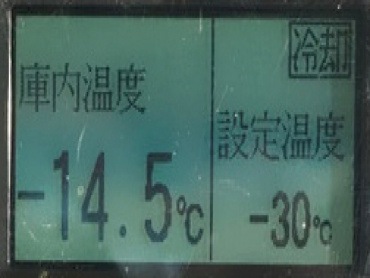 庫内温度
-14.5℃
冷却
設定温度
-30℃